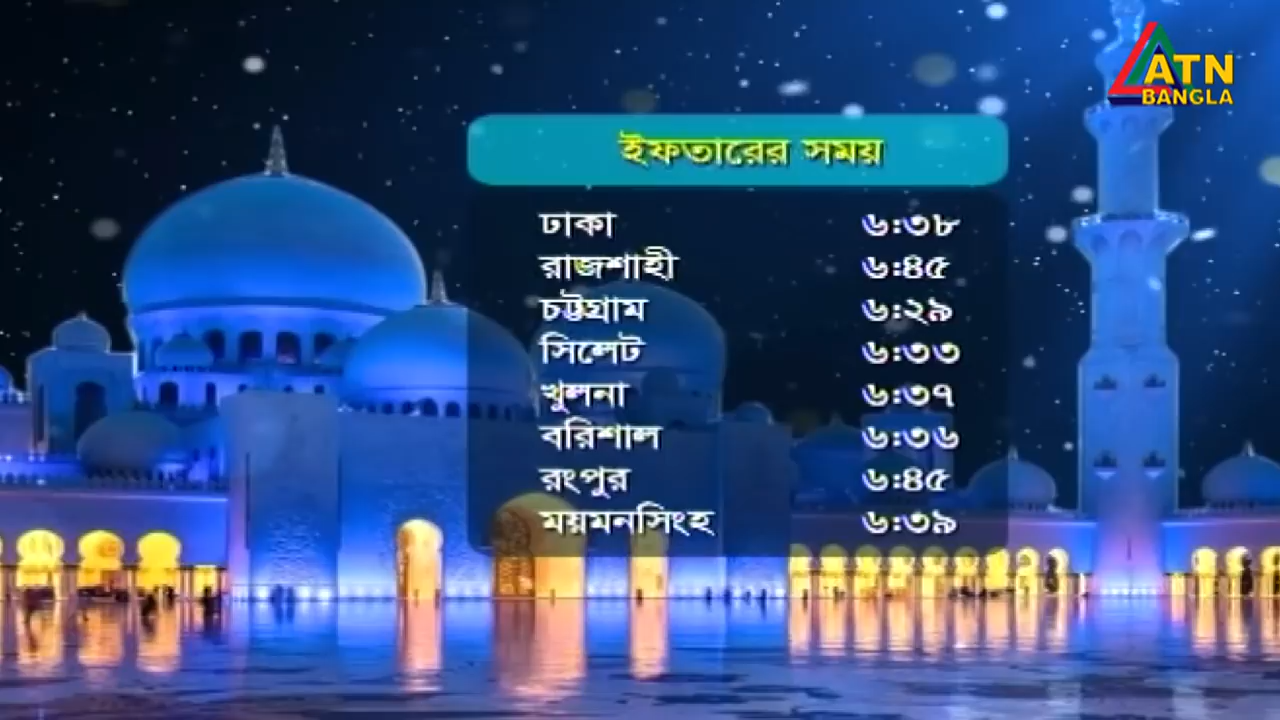 ATN
BANGLA
ইফতারের সময়
ঢাকা ৬:৩৮
রাজশাহী ৬:৪৫
চট্টগ্রাম ৬:২৯
সিলেট ৬:৩৩
খুলনা ৬:৩৭
বরিশাল ৬:৩৬
রংপুর ৬:৪৫
ময়মনসিংহ ৬:৩৯